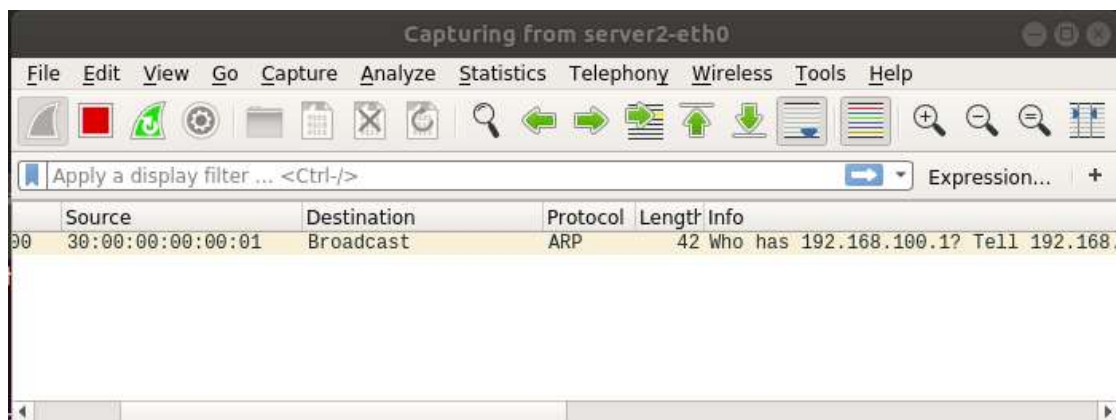 Capturing from server2-eth0
File Edit View Go Capture Analyze Statistics Telephony Wireless Tools Help
Apply a display filter ... <Ctrl-/> Expression... +
Source Destination Protocol Length Info
00 30:00:00:00:00:01 Broadcast ARP 42 Who has 192.168.100.1? Tell 192.168.